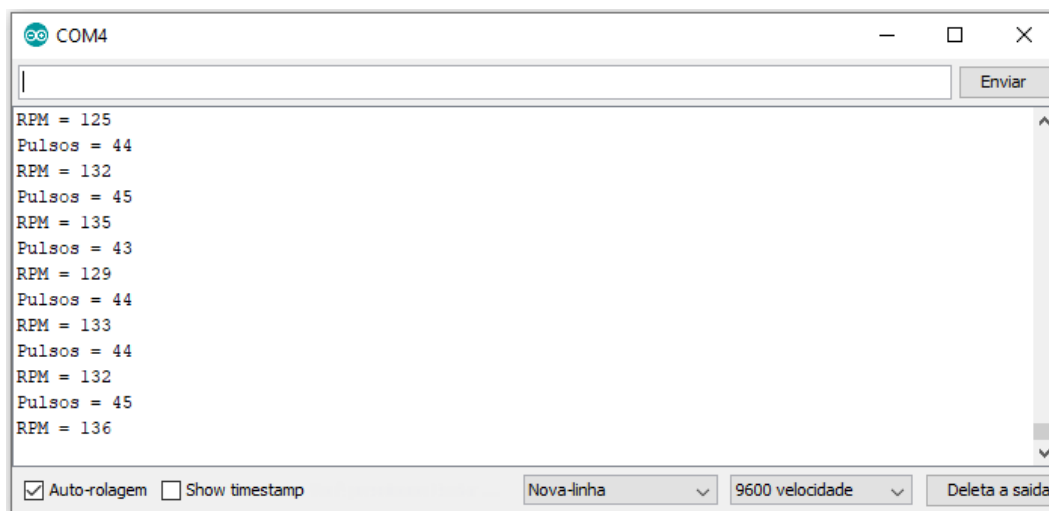 COM4
Enviar
RPM = 125
Pulsos = 44
RPM = 132
Pulsos = 45
RPM = 135
Pulsos = 43
RPM = 129
Pulsos = 44
RPM = 133
Pulsos = 44
RPM = 132
Pulsos = 45
RPM = 136
Auto-rolagem Show timestamp Nova-linha 9600 velocidade Deleta a saida